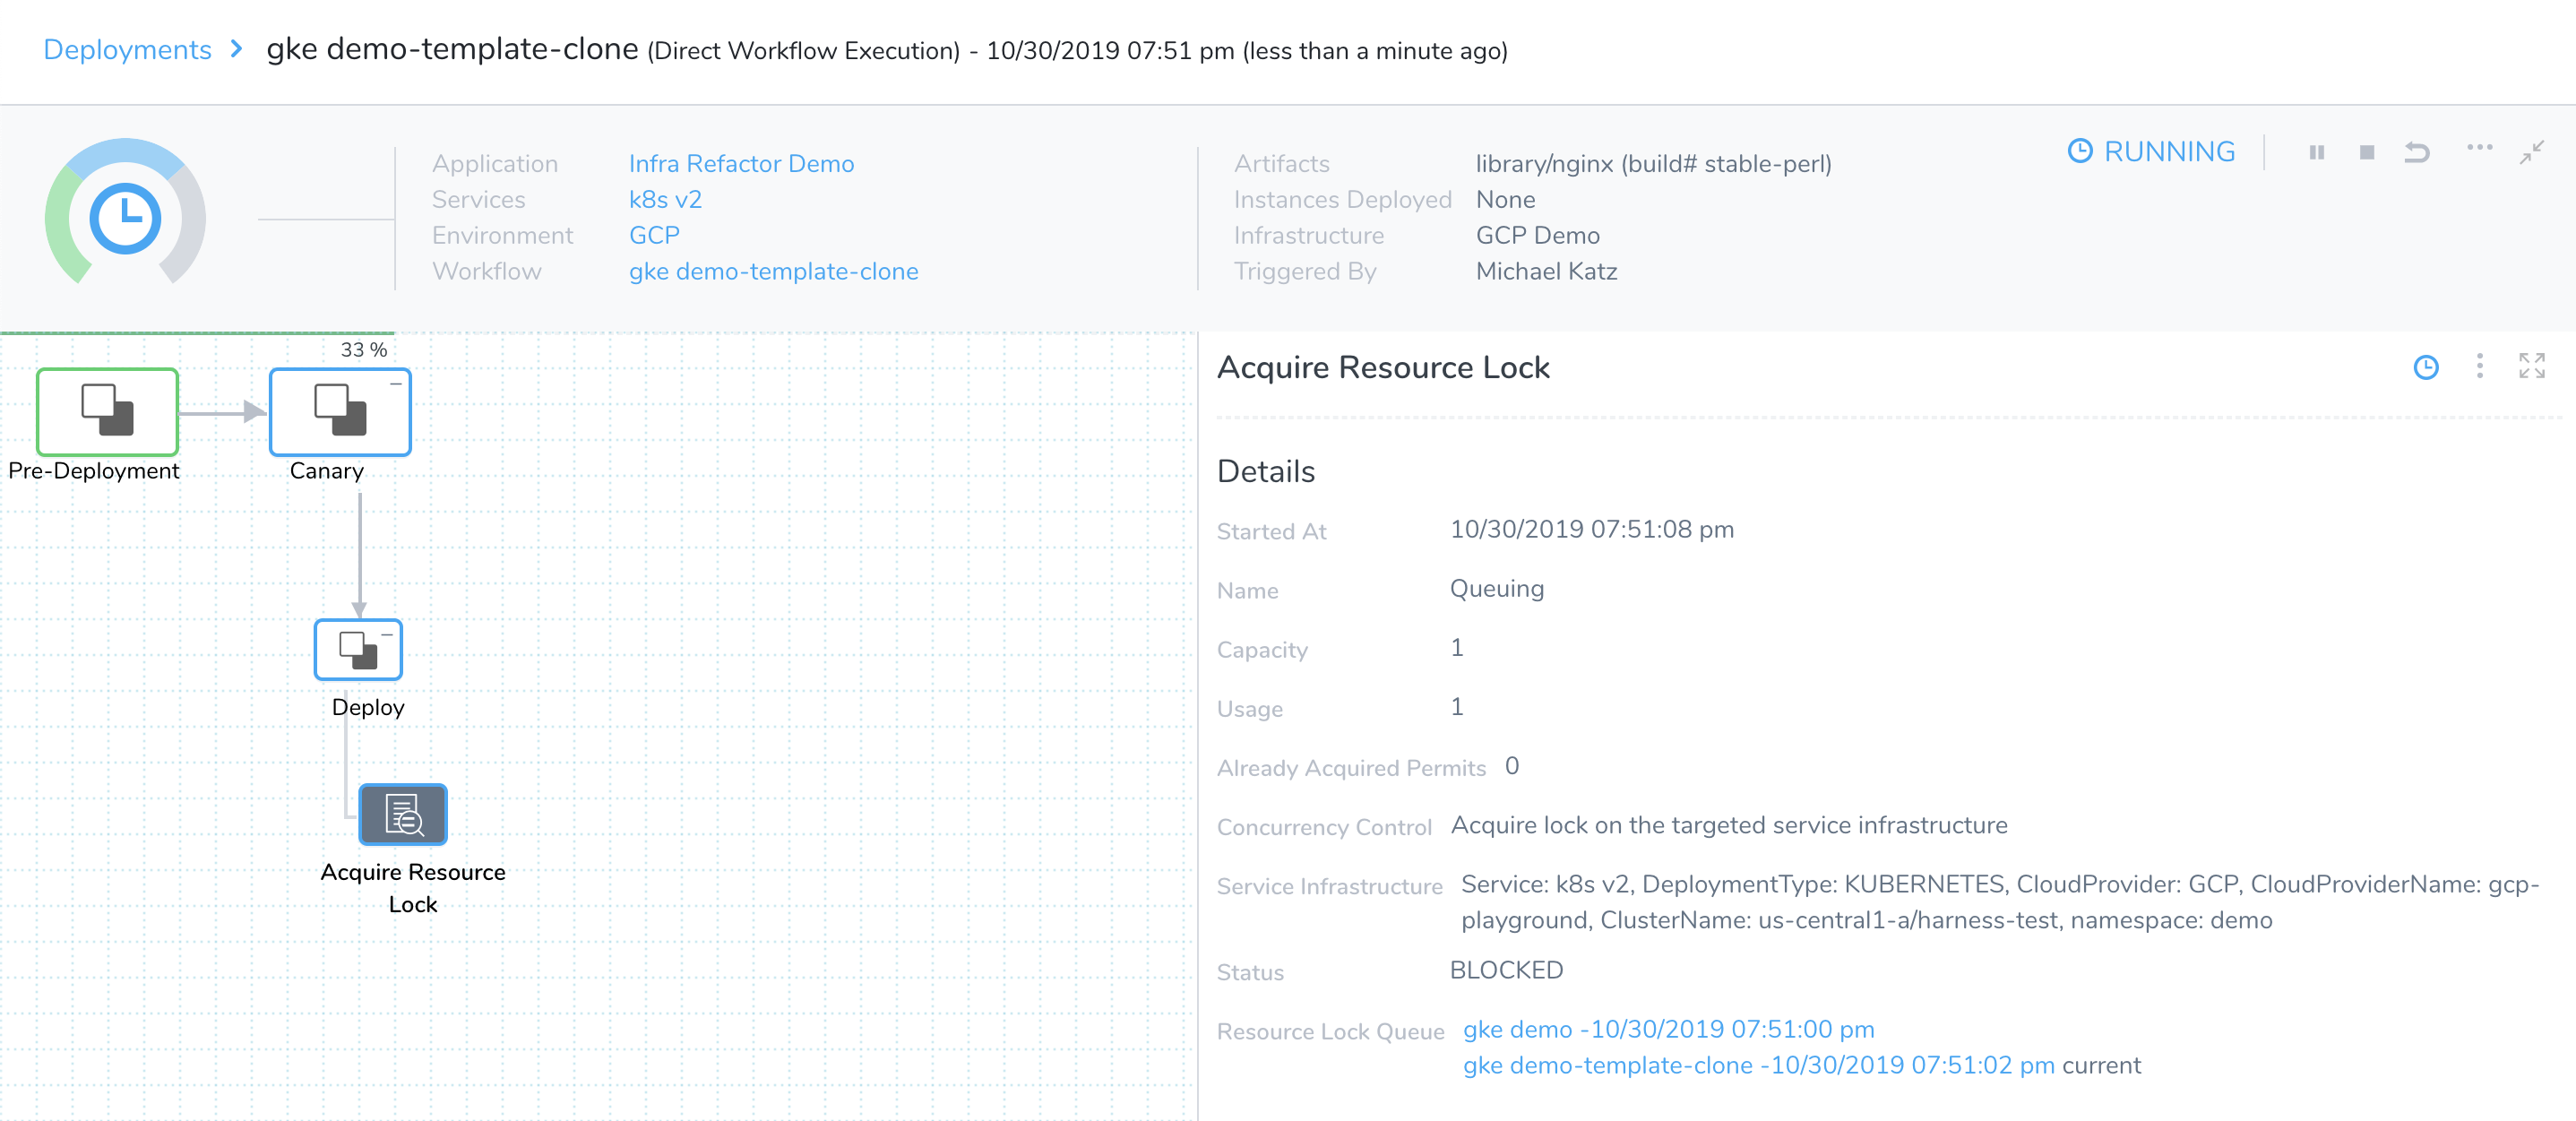 Deployments > gke demo-template-clone (Direct Workflow Execution) - 10/30/2019 07:51 pm (less than a minute ago)
Application Infra Refactor Demo
Services k8s v2
Environment GCP
Workflow gke demo-template-clone
Artifacts library/nginx (build# stable-perl)
Instances Deployed None
Infrastructure GCP Demo
Triggered By Michael Katz
RUNNING
33 %
Pre-Deployment
Canary
Deploy
Acquire Resource
Lock
Acquire Resource Lock
Details
Started At 10/30/2019 07:51:08 pm
Name Queuing
Capacity 1
Usage 1
Already Acquired Permits 0
Concurrency Control Acquire lock on the targeted service infrastructure
Service Infrastructure Service: k8s v2, DeploymentType: KUBERNETES, CloudProvider: GCP, CloudProviderName: gcp-
playground, ClusterName: us-central1-a/harness-test, namespace: demo
Status BLOCKED
Resource Lock Queue gke demo -10/30/2019 07:51:00 pm
gke demo-template-clone -10/30/2019 07:51:02 pm current